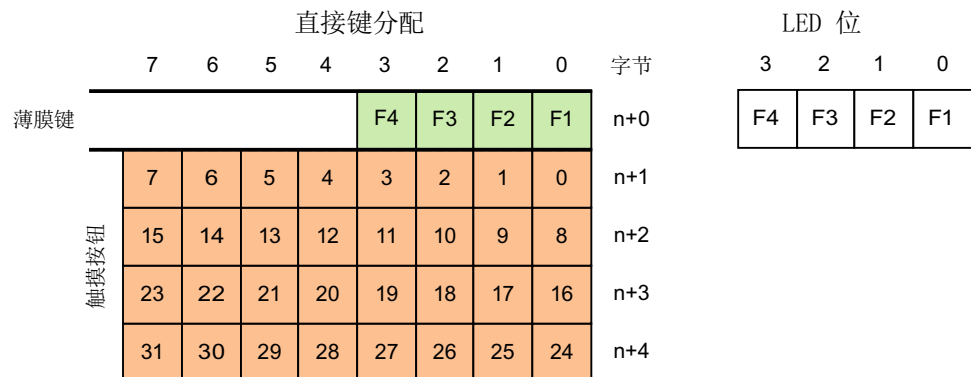 直接键分配 LED 位
7 6 5 4 3 2 1 0 字节 3 2 1 0
薄膜键 F4 F3 F2 F1 n+0 F4 F3 F2 F1
触摸按钮
7 6 5 4 3 2 1 0 n+1
15 14 13 12 11 10 9 8 n+2
23 22 21 20 19 18 17 16 n+3
31 30 29 28 27 26 25 24 n+4